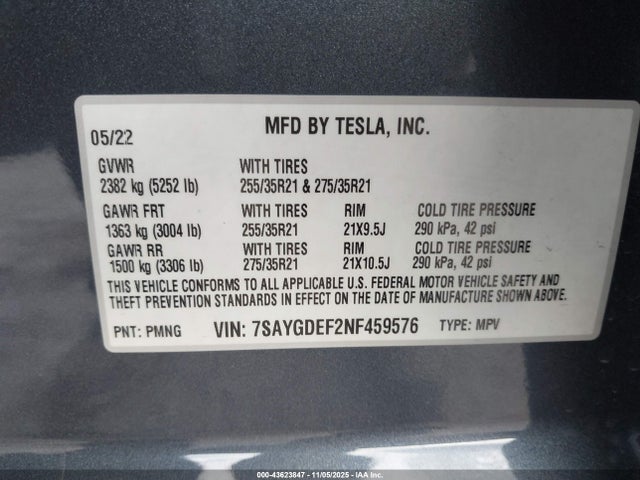 05/22 MFD BY TESLA, INC.
GVWR WITH TIRES
2382 kg (5252 lb) 255/35R21 & 275/35R21
GAWR FRT WITH TIRES RIM COLD TIRE PRESSURE
1363 kg (3004 lb) 255/35R21 21X9.5J 290 kPa, 42 psi
GAWR RR WITH TIRES RIM COLD TIRE PRESSURE
1500 kg (3306 lb) 275/35R21 21X10.5J 290 kPa, 42 psi
THIS VEHICLE CONFORMS TO ALL APPLICABLE U.S. FEDERAL MOTOR VEHICLE SAFETY AND
THEFT PREVENTION STANDARDS IN EFFECT ON THE DATE OF MANUFACTURE SHOWN ABOVE.
PNT: PMNG VIN: 7SAYGDEF2NF459576 TYPE: MPV
000-43623847 - 11/05/2025 - IAA Inc.